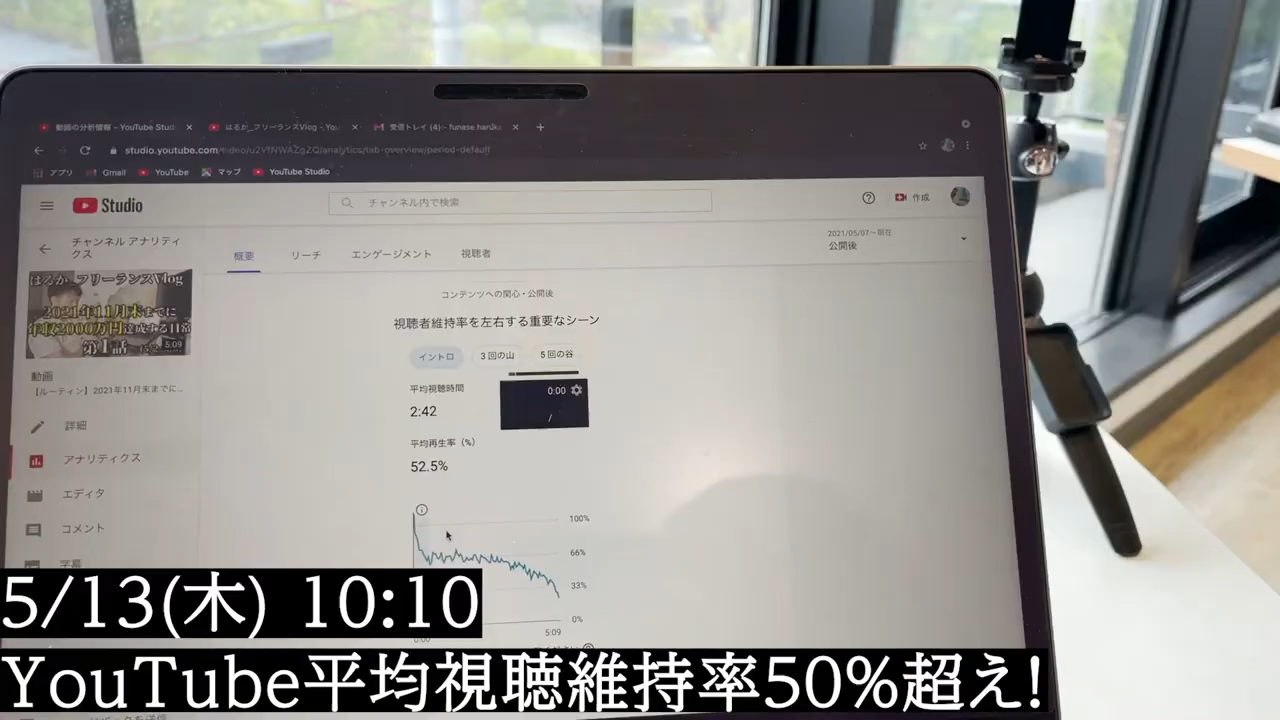 動画の分析情報 - YouTube Stud
はるか_フリーランスVlog - You
受信トレイ (4) -
studio.youtube.com
アプリ
Gmail
YouTube
マップ
YouTube Studio
Studio
チャンネル内で検索
作成
チャンネル アナリティクス
概要
リーチ
エンゲージメント
視聴者
2021/05/07～現在
公開後
はるか_フリーランスVlog
2021年11月末までに
年収2000万円達成する日常
第1話
5:09
動画
【ルーティン】2021年11月末までに...
詳細
アナリティクス
エディタ
コメント
字幕
コンテンツへの関心・公開後
視聴者維持率を左右する重要なシーン
イントロ
3 回の山
5 回の谷
平均視聴時間
2:42
0:00
/
平均再生率（%）
52.5%
100%
66%
33%
0%
0:00
5:09
5/13(木) 10:10
YouTube平均視聴維持率50%超え!